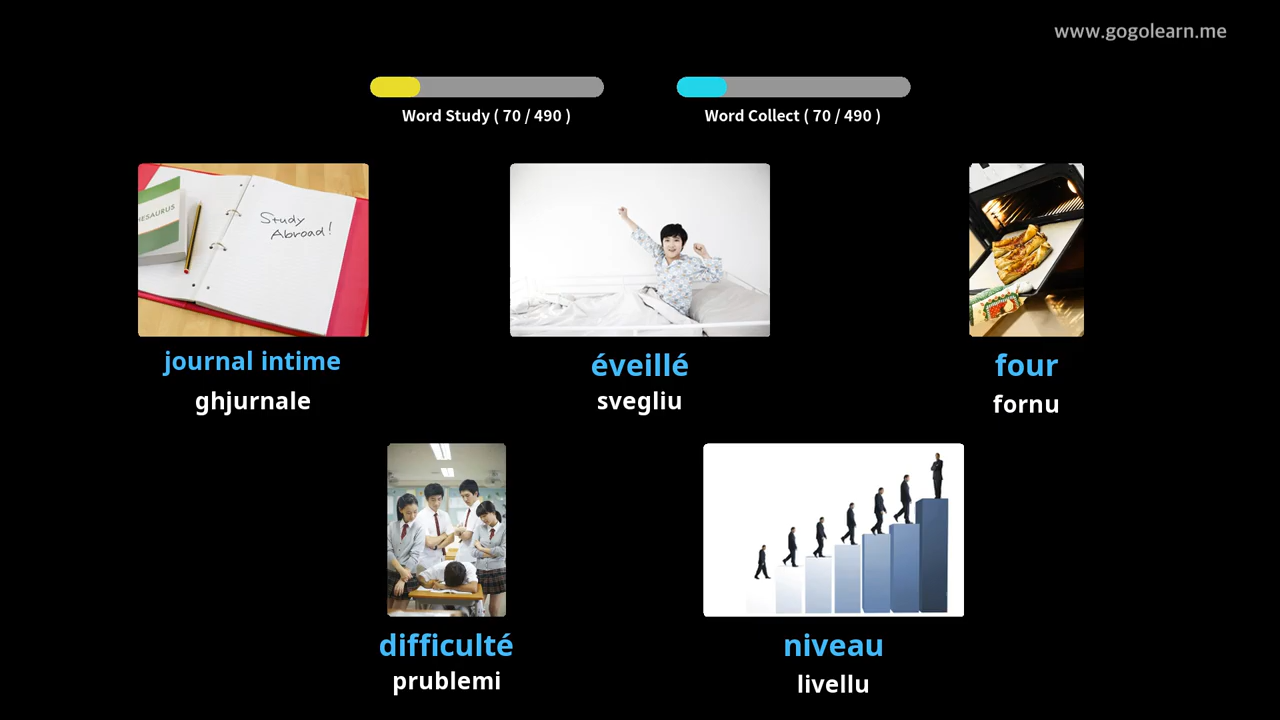 www.gogolearn.me
Word Study ( 70 / 490 )
Word Collect ( 70 / 490 )
THESAURUS
Study
Abroad!
journal intime
ghjurnale
éveillé
svegliu
four
fornu
difficulté
prublemi
niveau
livellu